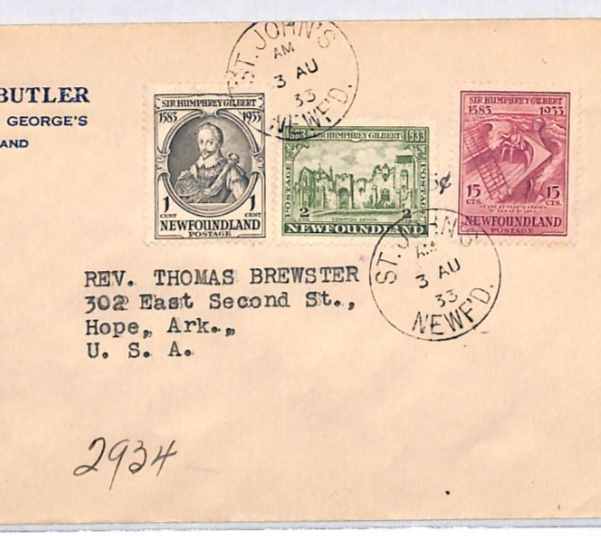 BUTLER
GEORGE'S
AND
ST. JOHN'S
AM
3 AU
33
NEWF'D.
SIR HUMPHREY GILBERT
1583 1933
1 1
CENT CENT
NEWFOUNDLAND
POSTAGE
SIR HUMPHREY GILBERT 1933
POSTAGE POSTAGE
2 2
NEWFOUNDLAND
¢
SIR HUMPHREY GILBERT
1583 1933
15 15
CTS. CTS.
NEWFOUNDLAND
POSTAGE
ST. JOHN'S
AM
3 AU
33
NEWF'D.
REV. THOMAS BREWSTER
302 East Second St.,
Hope, Ark.,
U. S. A.
2934